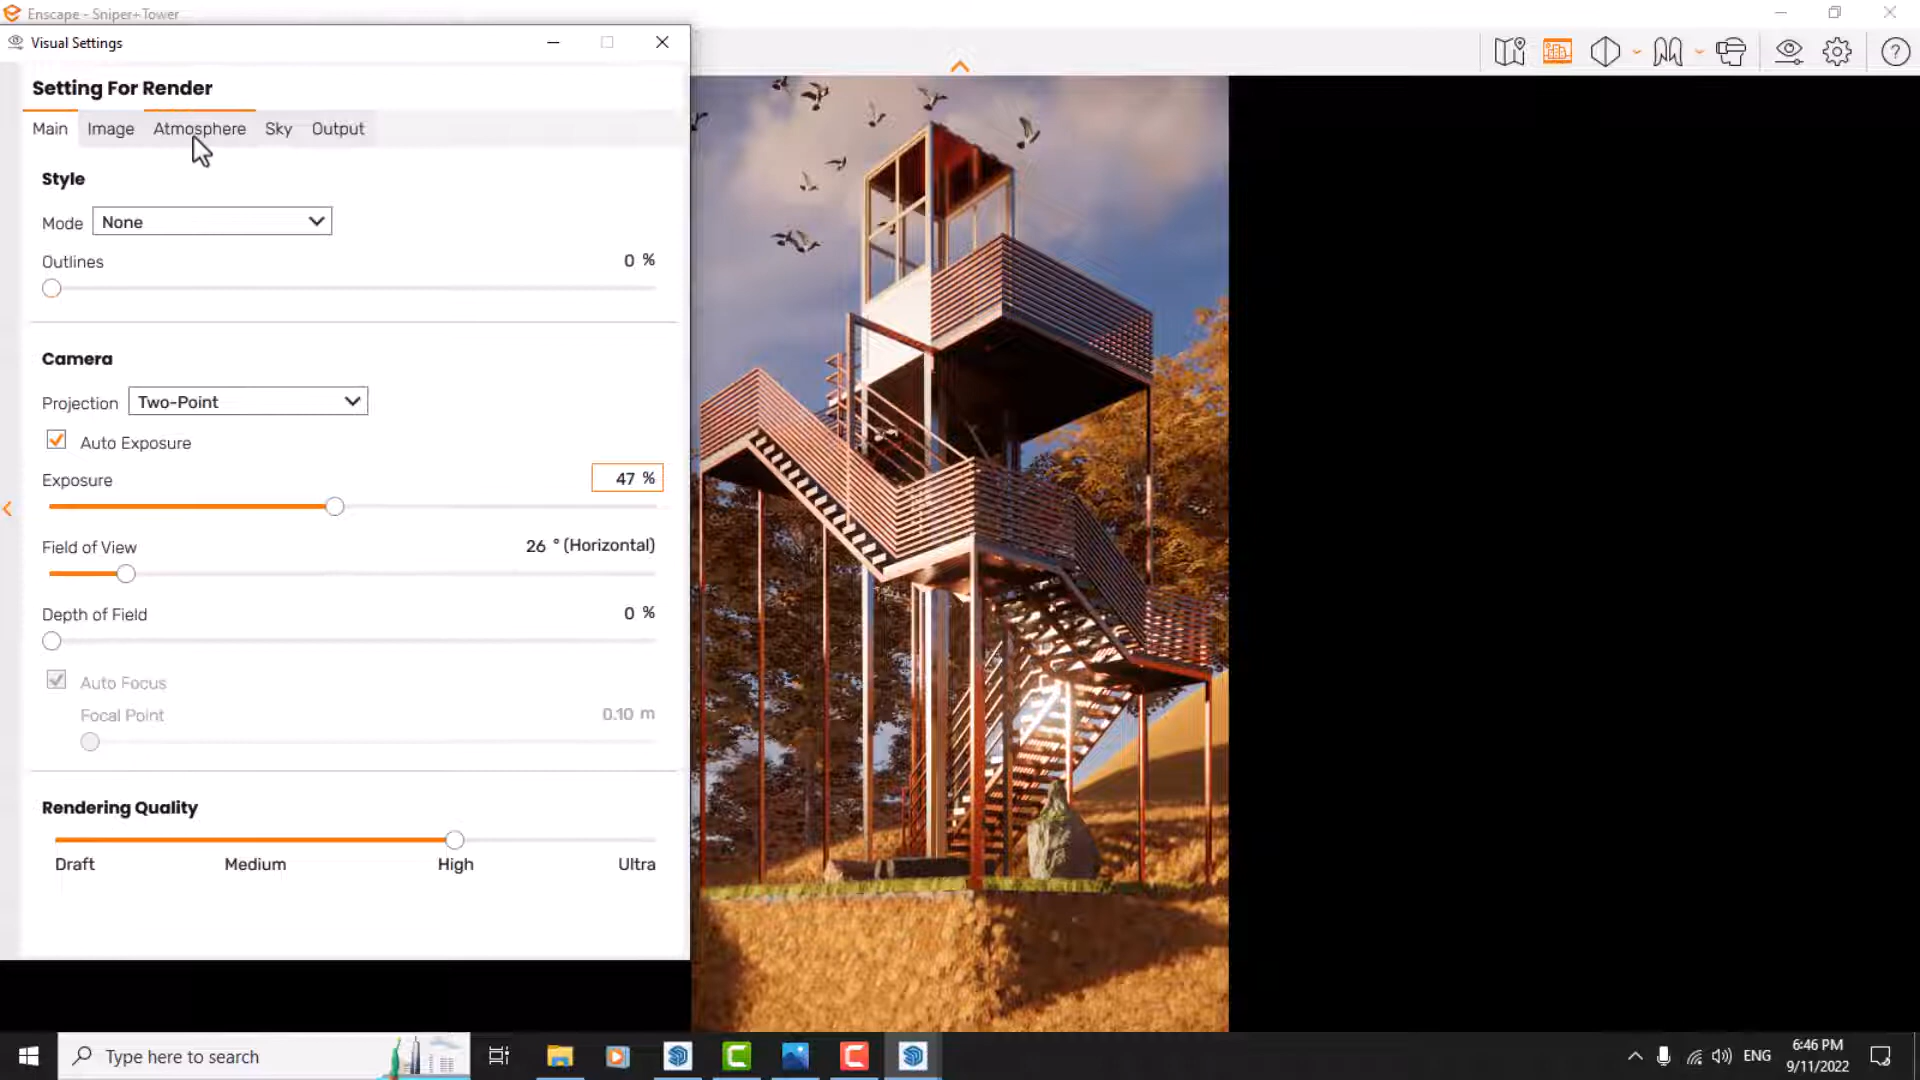 Enscape - Sniper+Tower
Visual Settings
Setting For Render
Main Image Atmosphere Sky Output
Style
Mode None
Outlines 0 %
Camera
Projection Two-Point
Auto Exposure
Exposure 47 %
Field of View 26 ° (Horizontal)
Depth of Field 0 %
Auto Focus
Focal Point 0.10 m
Rendering Quality
Draft Medium High Ultra
Type here to search
ENG
6:46 PM
9/11/2022